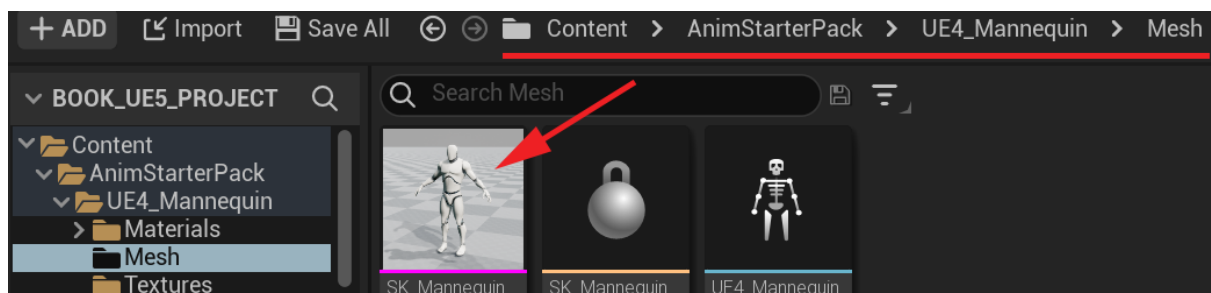 + ADD Import Save All Content > AnimStarterPack > UE4_Mannequin > Mesh
BOOK_UE5_PROJECT
Search Mesh
Content
AnimStarterPack
UE4_Mannequin
Materials
Mesh
Textures
SK_Mannequin SK_Mannequin UE4_Mannequin